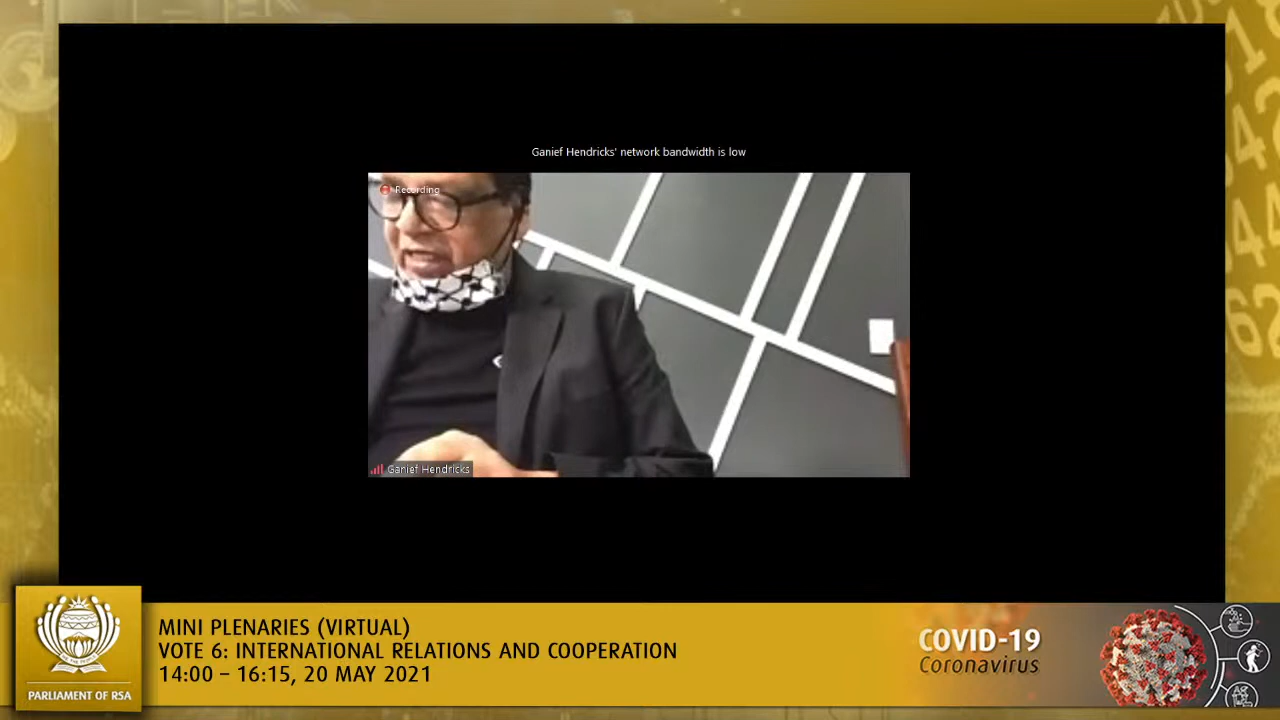 Ganief Hendricks' network bandwidth is low
Recording
Ganief Hendricks
MINI PLENARIES (VIRTUAL)
VOTE 6: INTERNATIONAL RELATIONS AND COOPERATION
14:00 – 16:15, 20 MAY 2021
PARLIAMENT OF RSA
COVID-19
Coronavirus